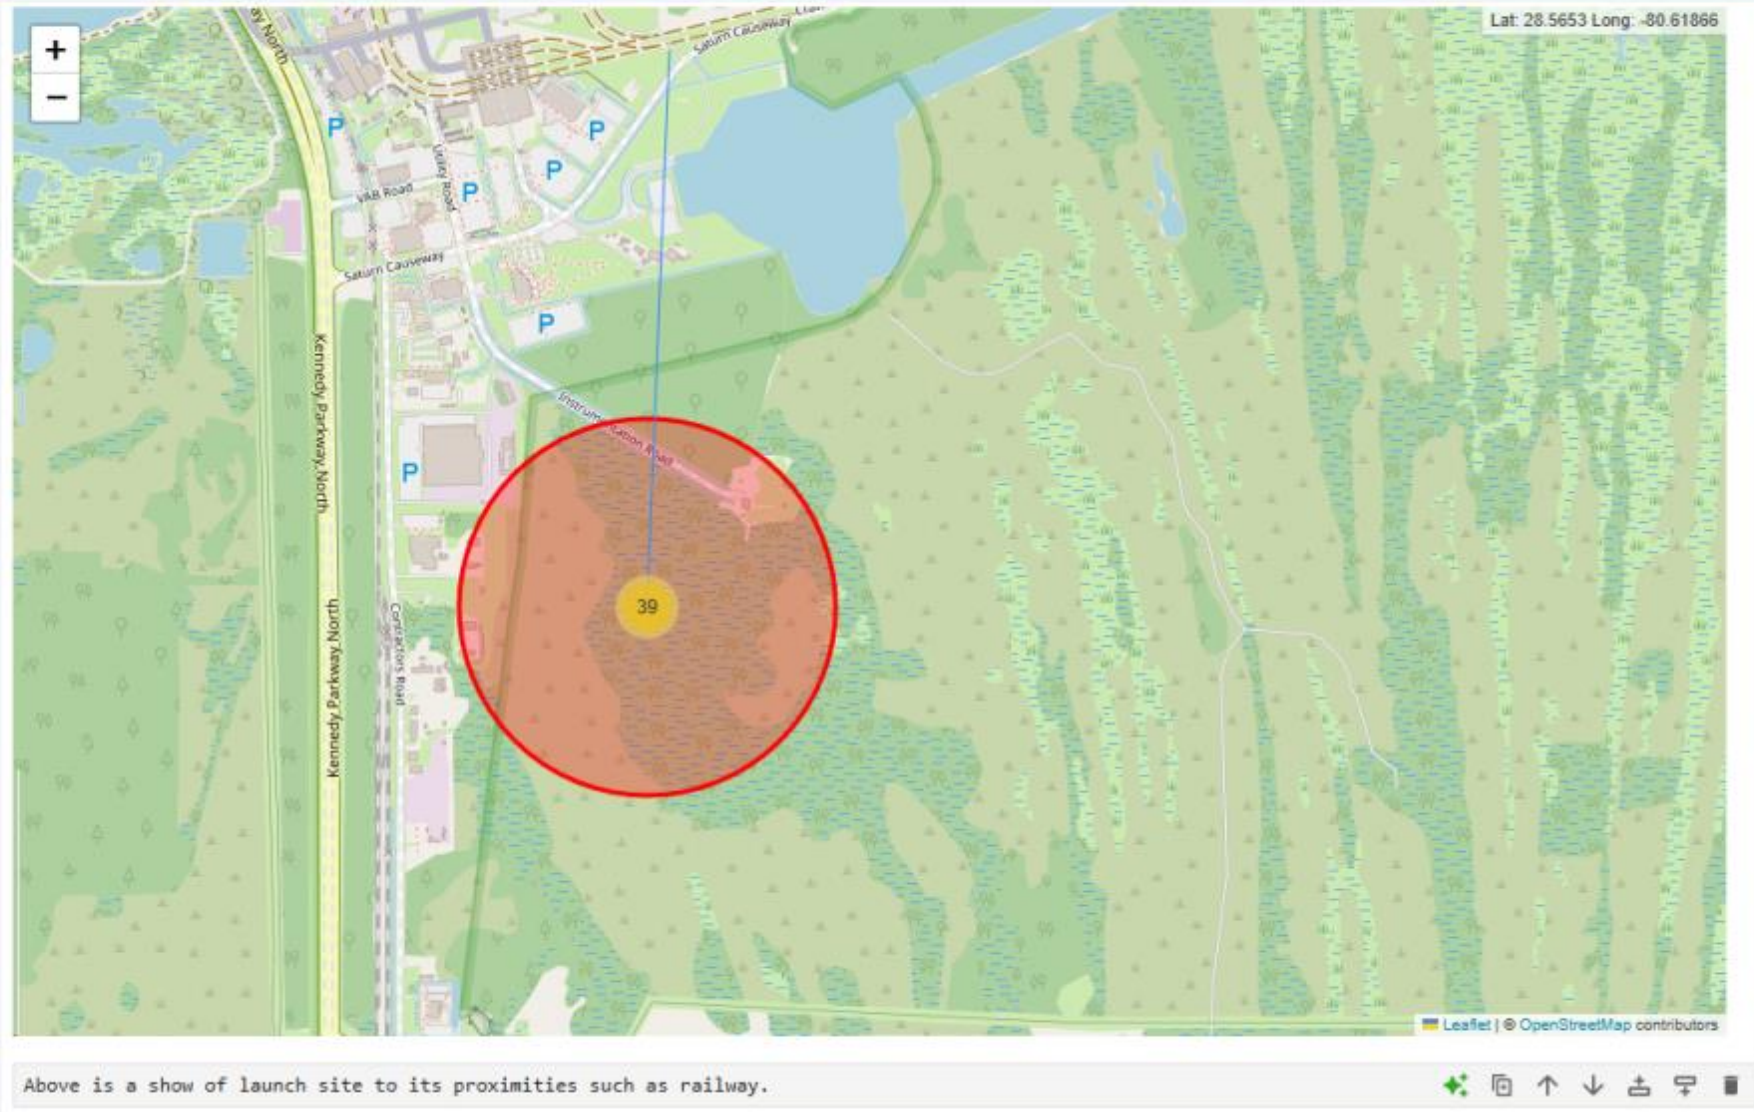 +
−
Lat: 28.5653 Long: -80.61866
Saturn Causeway
P
P
P
P
Utility Road
VAB Road
Saturn Causeway
P
Kennedy Parkway North
Instrumentation Road
P
39
Kennedy Parkway North
Contractors Road
Leaflet | © OpenStreetMap contributors
Above is a show of launch site to its proximities such as railway.